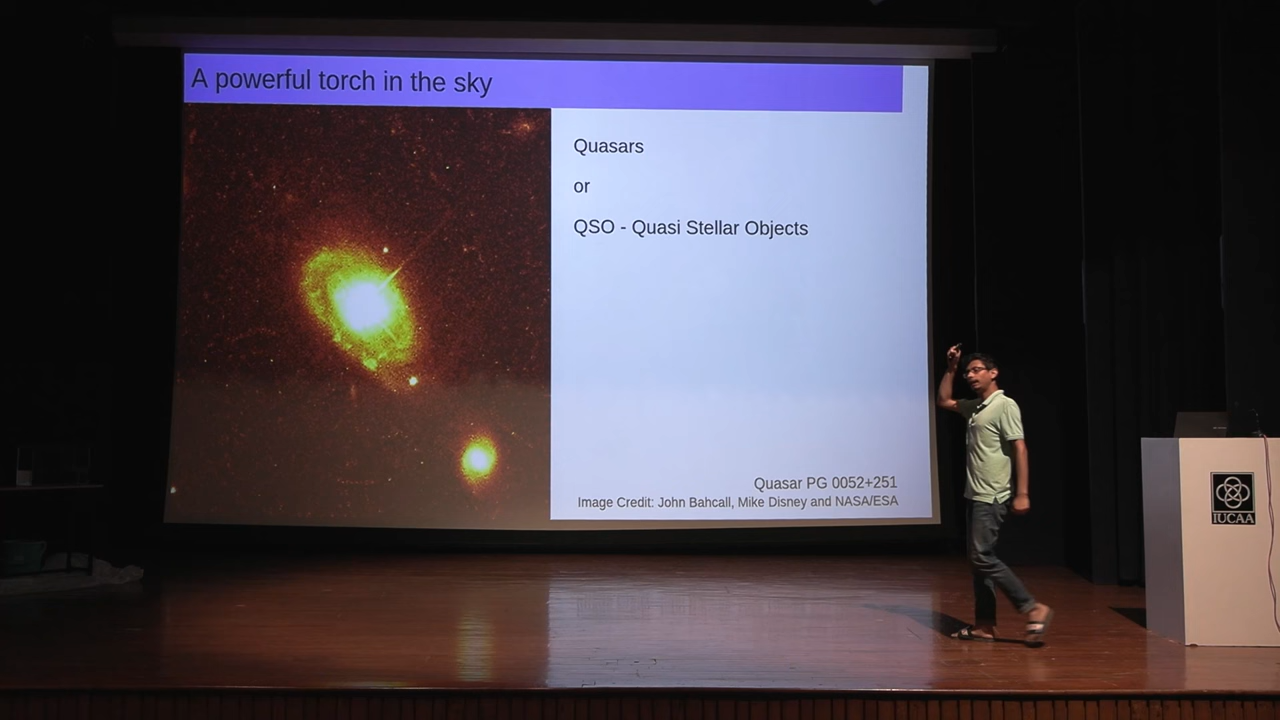 A powerful torch in the sky
Quasars
or
QSO - Quasi Stellar Objects
Quasar PG 0052+251
Image Credit: John Bahcall, Mike Disney and NASA/ESA
IUCAA